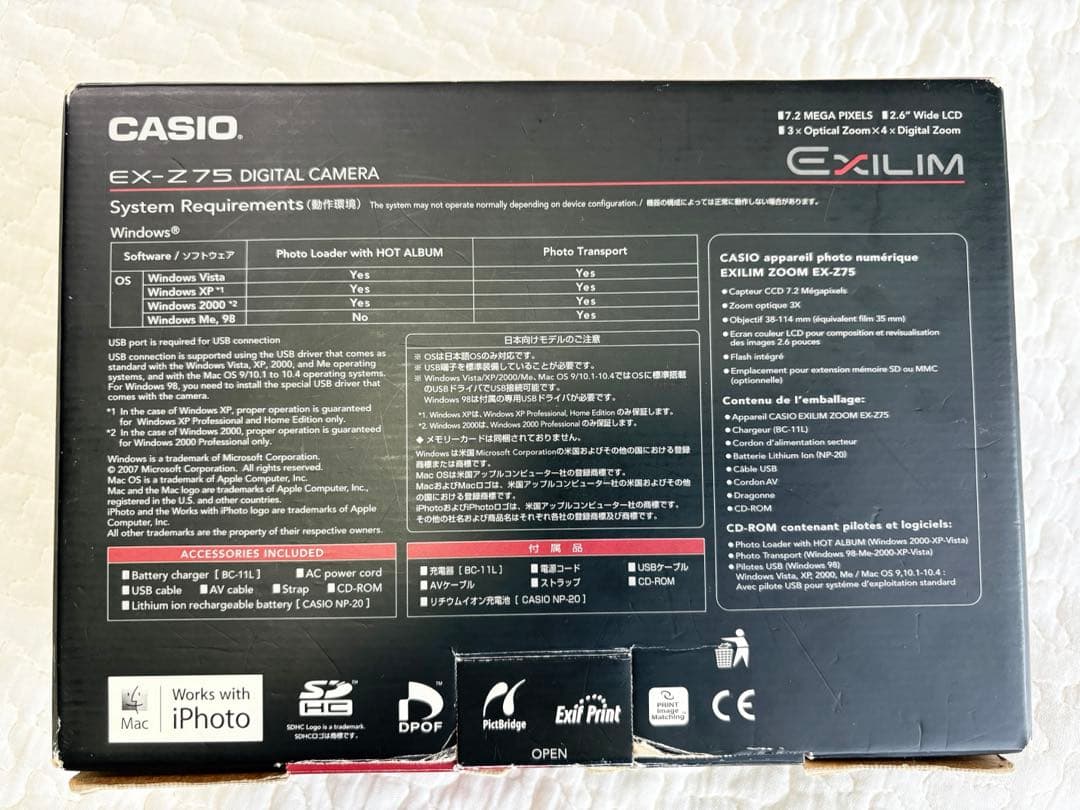 CASIO®
7.2 MEGA PIXELS 2.6" Wide LCD
3× Optical Zoom×4× Digital Zoom
EXILIM
EX-Z75 DIGITAL CAMERA
System Requirements（動作環境） The system may not operate normally depending on device configuration. / 機器の構成によっては正常に動作しない場合があります。
Windows®
Software / ソフトウェア Photo Loader with HOT ALBUM Photo Transport
OS Windows Vista Yes Yes
Windows XP *1 Yes Yes
Windows 2000 *2 Yes Yes
Windows Me, 98 No Yes
USB port is required for USB connection
USB connection is supported using the USB driver that comes as
standard with the Windows Vista, XP, 2000, and Me operating
systems, and with the Mac OS 9/10.1 to 10.4 operating systems.
For Windows 98, you need to install the special USB driver that
comes with the camera.
*1 In the case of Windows XP, proper operation is guaranteed
for Windows XP Professional and Home Edition only.
*2 In the case of Windows 2000, proper operation is guaranteed
for Windows 2000 Professional only.
Windows is a trademark of Microsoft Corporation.
© 2007 Microsoft Corporation. All rights reserved.
Mac OS is a trademark of Apple Computer, Inc.
Mac and the Mac logo are trademarks of Apple Computer, Inc.,
registered in the U.S. and other countries.
iPhoto and the Works with iPhoto logo are trademarks of Apple
Computer, Inc.
All other trademarks are the property of their respective owners.
日本向けモデルのご注意
※ OSは日本語OSのみ対応です。
※ USB端子を標準装備していることが必要です。
※ Windows Vista/XP/2000/Me、Mac OS 9/10.1-10.4ではOSに標準搭載
のUSBドライバでUSB接続可能です。
Windows 98は付属の専用USBドライバが必要です。
*1. Windows XPは、Windows XP Professional, Home Edition のみ保証します。
*2. Windows 2000は、Windows 2000 Professional のみ保証します。
◆ メモリーカードは同梱されておりません。
Windows は米国 Microsoft Corporationの米国およびその他の国における登録
商標または商標です。
Mac OSは米国アップルコンピューター社の登録商標です。
MacおよびMacロゴは、米国アップルコンピューター社の米国およびその他
の国における登録商標です。
iPhotoおよびiPhotoロゴは、米国アップルコンピューター社の商標です。
その他の社名および商品名はそれぞれ各社の登録商標及び商標です。
CASIO appareil photo numérique
EXILIM ZOOM EX-Z75
● Capteur CCD 7.2 Mégapixels
● Zoom optique 3X
● Objectif 38-114 mm (équivalent film 35 mm)
● Ecran couleur LCD pour composition et revisualisation
des images 2.6 pouces
● Flash intégré
● Emplacement pour extension mémoire SD ou MMC
(optionnelle)
Contenu de l'emballage:
● Appareil CASIO EXILIM ZOOM EX-Z75
● Chargeur (BC-11L)
● Cordon d'alimentation secteur
● Batterie Lithium Ion (NP-20)
● Câble USB
● Cordon AV
● Dragonne
● CD-ROM
CD-ROM contenant pilotes et logiciels:
● Photo Loader with HOT ALBUM (Windows 2000-XP-Vista)
● Photo Transport (Windows 98-Me-2000-XP-Vista)
● Pilotes USB (Windows 98)
Windows Vista, XP, 2000, Me / Mac OS 9,10.1-10.4 :
Avec pilote USB pour système d'exploitation standard
ACCESSORIES INCLUDED
Battery charger [ BC-11L ] AC power cord
USB cable AV cable Strap CD-ROM
Lithium ion rechargeable battery [ CASIO NP-20 ]
付属品
充電器 [ BC-11L ] 電源コード USBケーブル
AVケーブル ストラップ CD-ROM
リチウムイオン充電池 [ CASIO NP-20 ]
Mac
Works with
iPhoto
SD HC ™
SDHC Logo is a trademark.
SDHCロゴは商標です。
DPOF ™
PictBridge
Exif Print
PRINT
Image
Matching
CE
OPEN